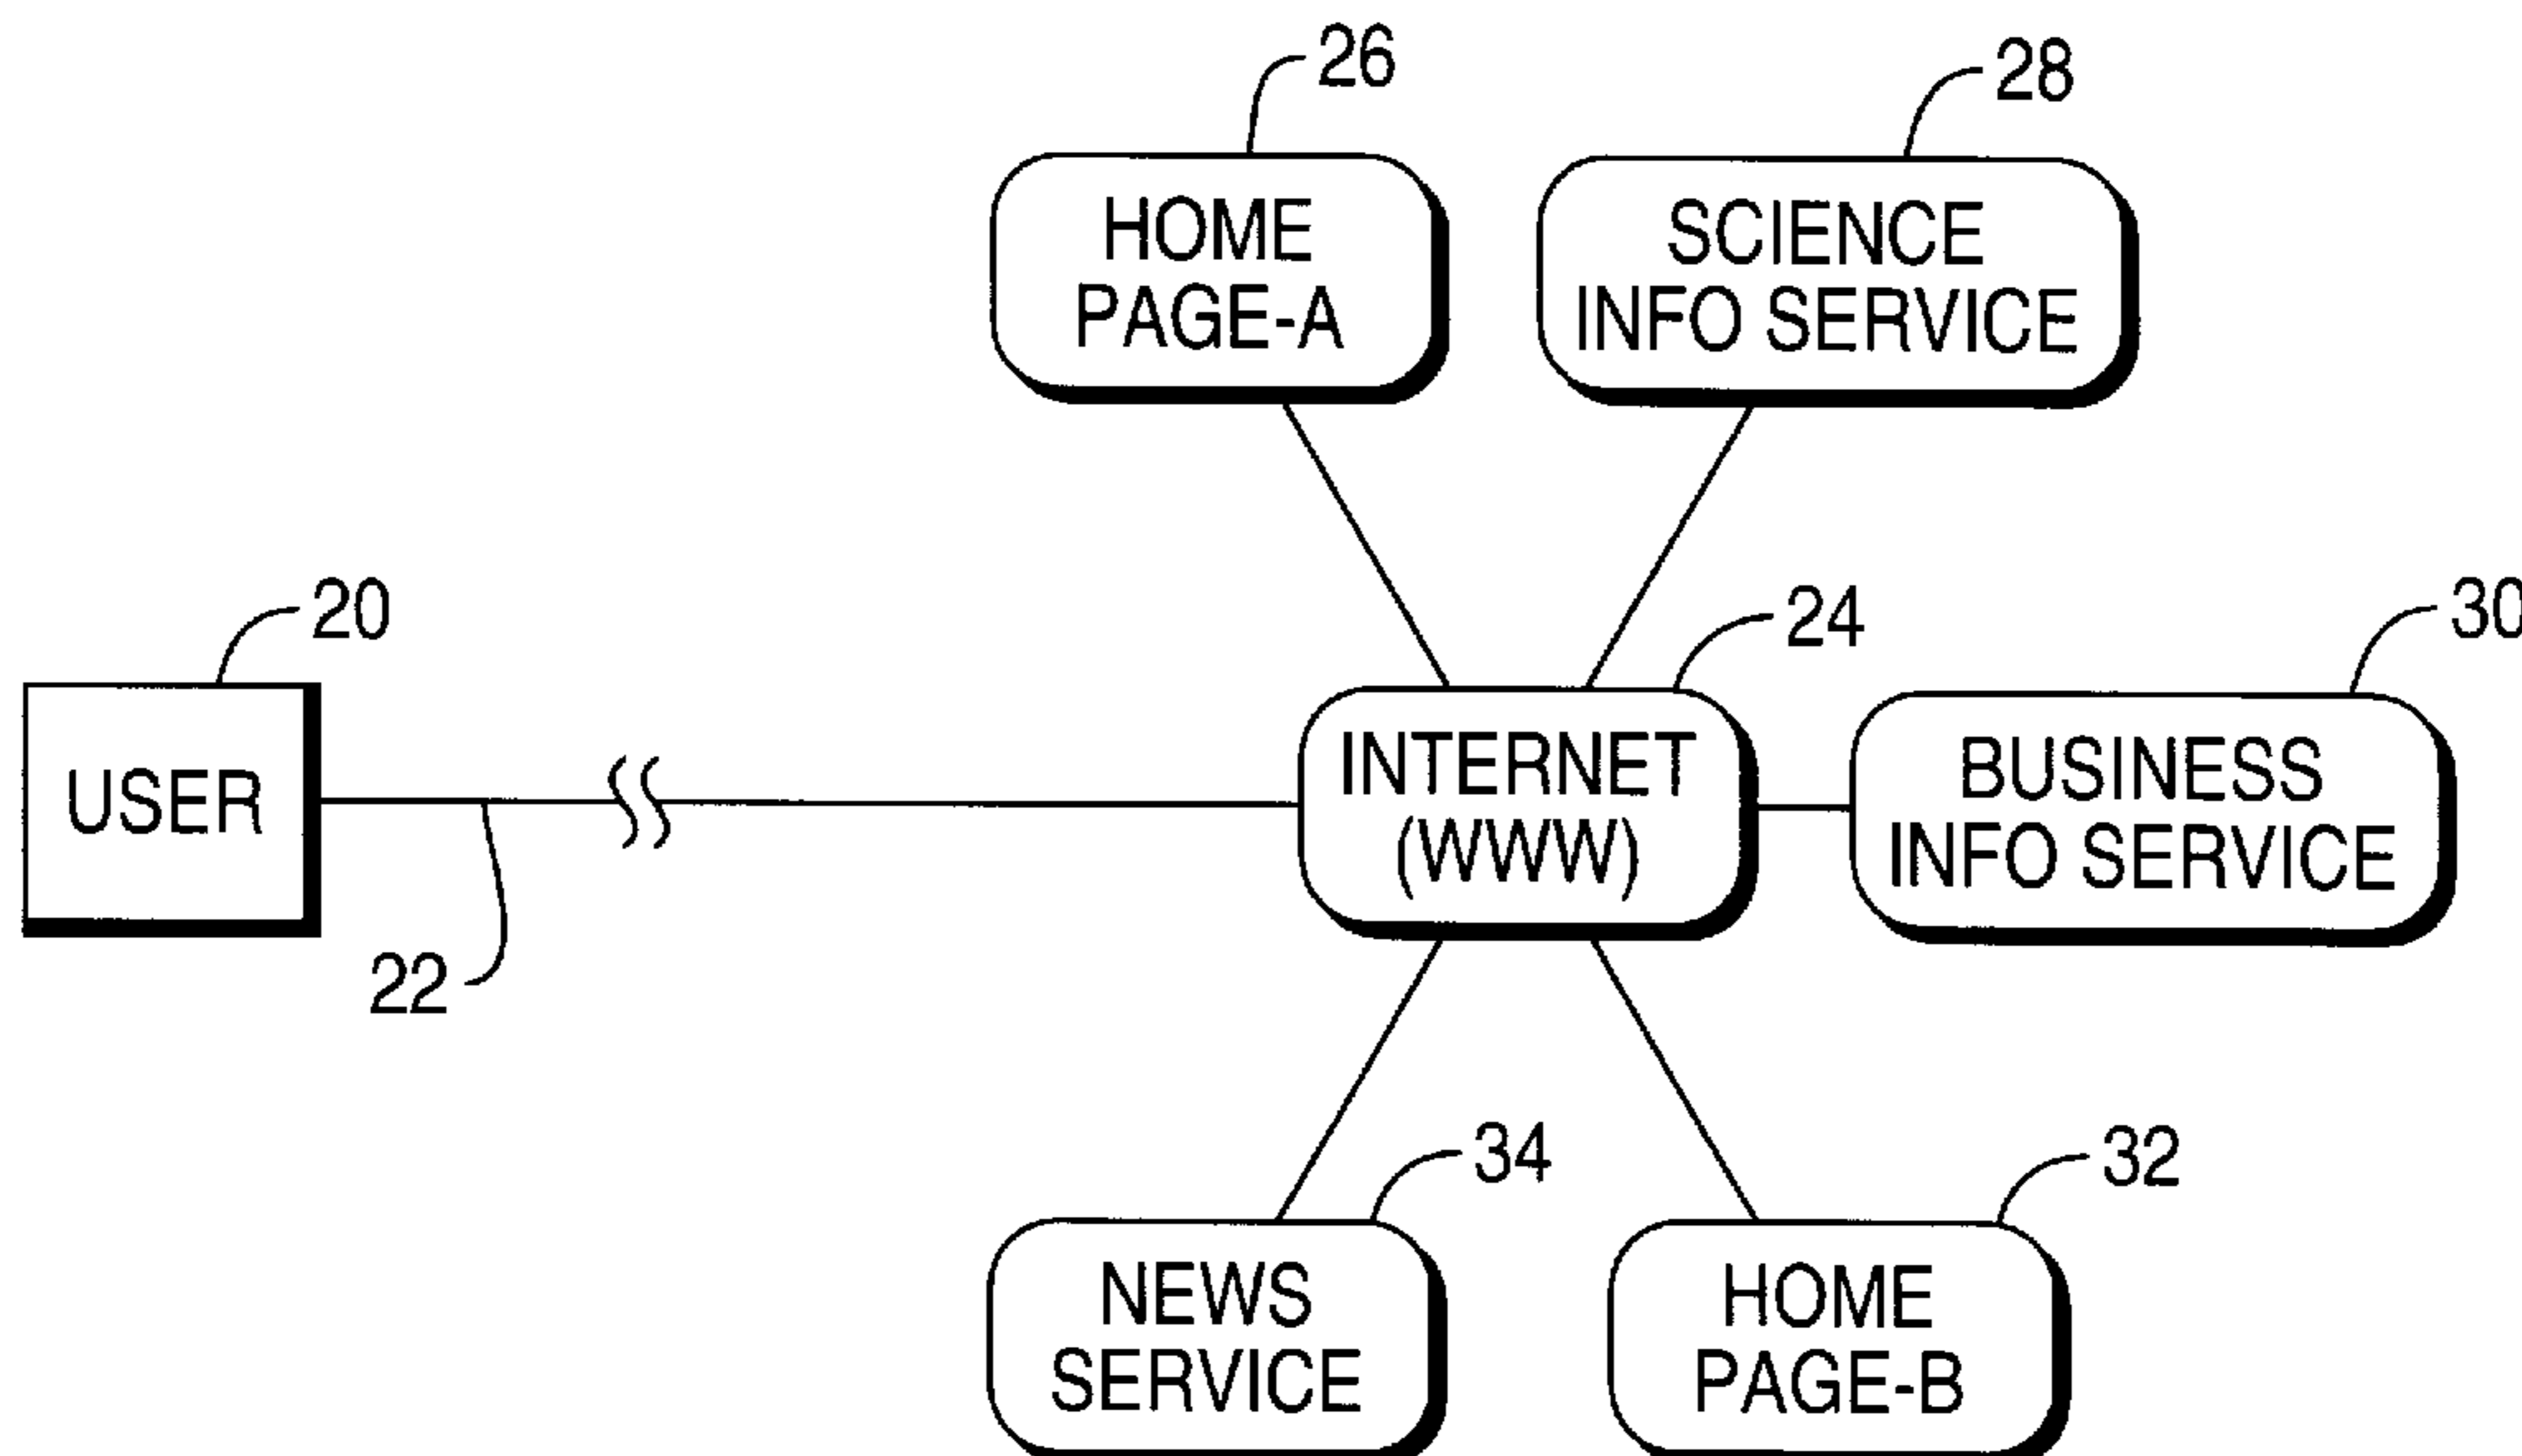 26
28
HOME
PAGE-A
SCIENCE
INFO SERVICE
20
24
30
USER
INTERNET
(WWW)
BUSINESS
INFO SERVICE
22
34
32
NEWS
SERVICE
HOME
PAGE-B